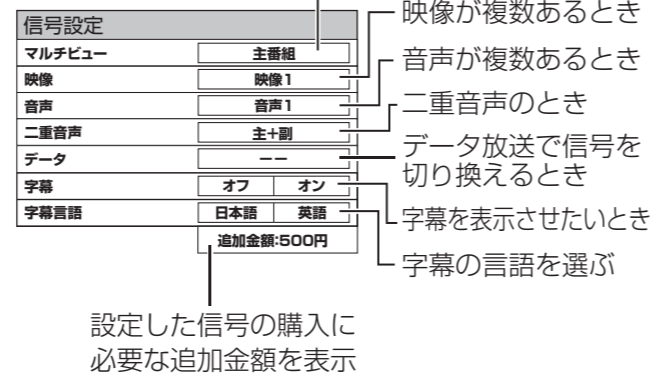 映像が複数あるとき
信号設定
マルチビュー 主番組
音声が複数あるとき
映像 映像1
音声 音声1
二重音声のとき
二重音声 主+副
データ放送で信号を
切り換えるとき
データ −−
字幕 オフ オン
字幕を表示させたいとき
字幕言語 日本語 英語
追加金額:500円
字幕の言語を選ぶ
設定した信号の購入に
必要な追加金額を表示